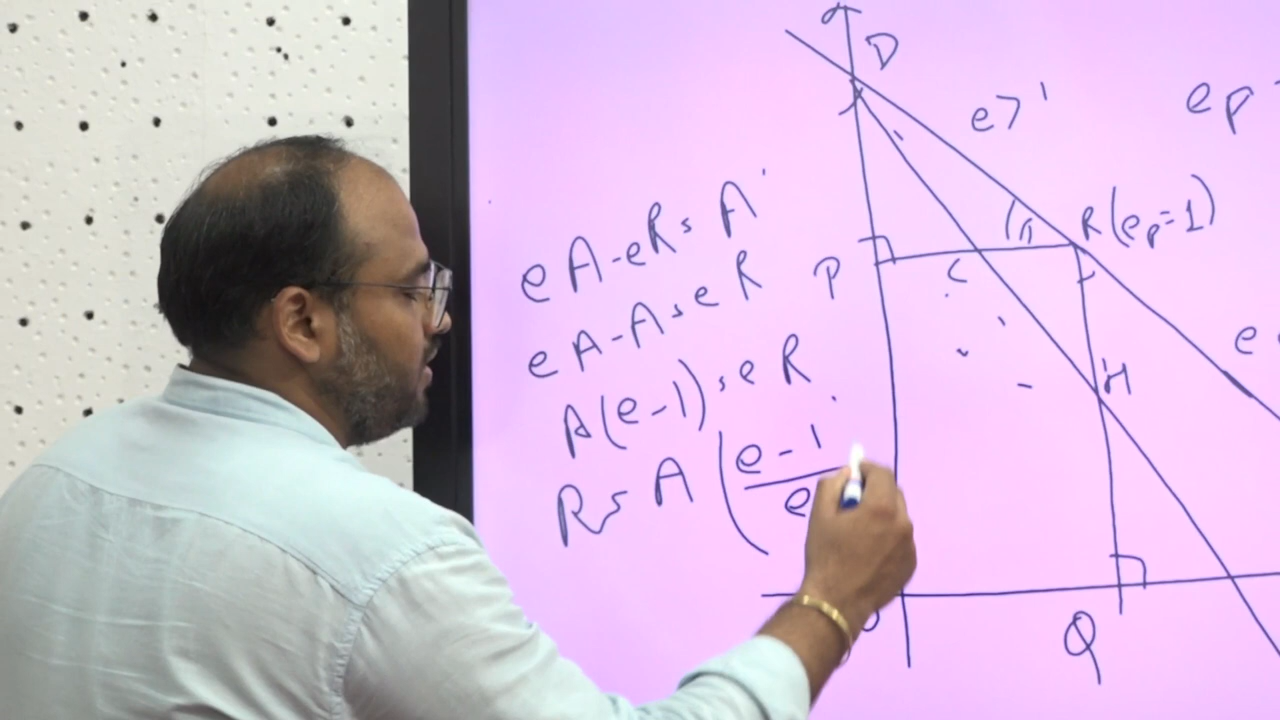 D
e>1
ep
eA-eR = A
R(ep=1)
P
C
eA-A = eR
e
H
A(e-1) = eR
R = A (e-1
e
Q